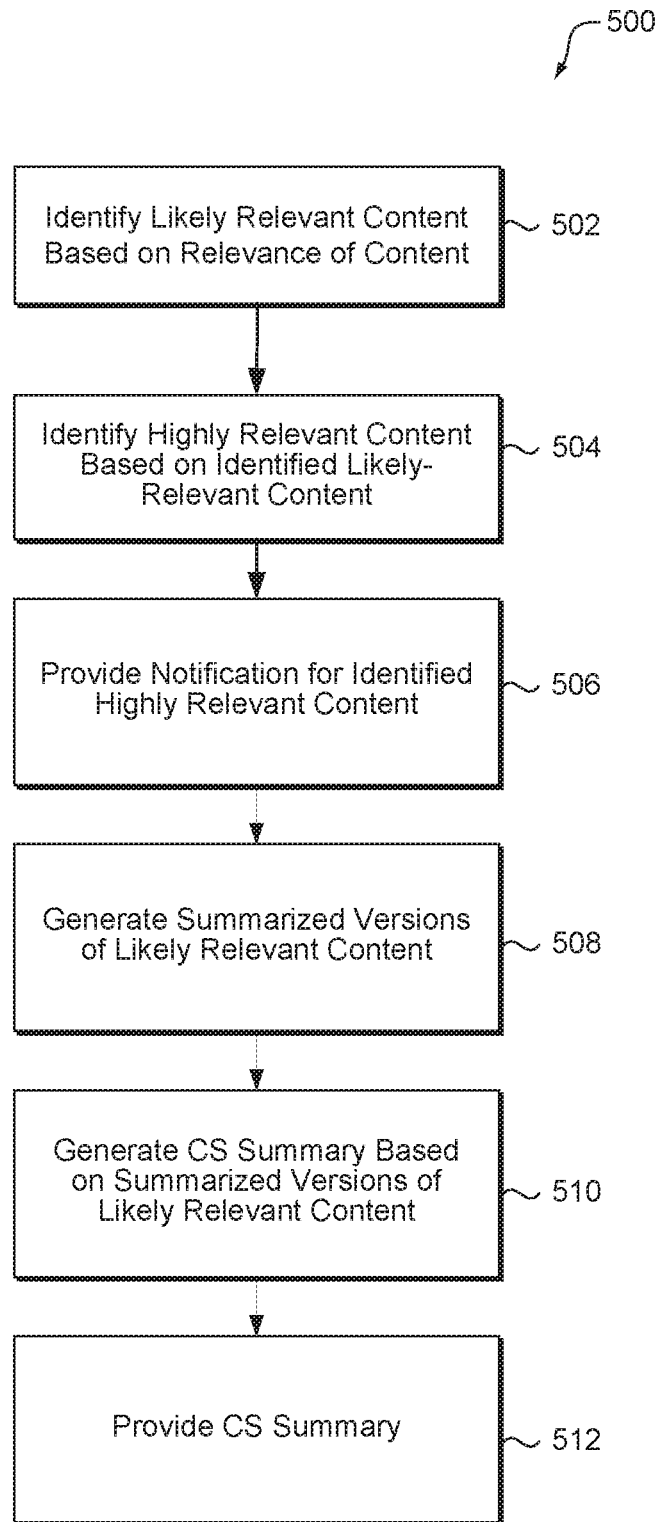 500
Identify Likely Relevant Content
Based on Relevance of Content
502
Identify Highly Relevant Content
Based on Identified Likely-
Relevant Content
504
Provide Notification for Identified
Highly Relevant Content
506
Generate Summarized Versions
of Likely Relevant Content
508
Generate CS Summary Based
on Summarized Versions of
Likely Relevant Content
510
Provide CS Summary
512